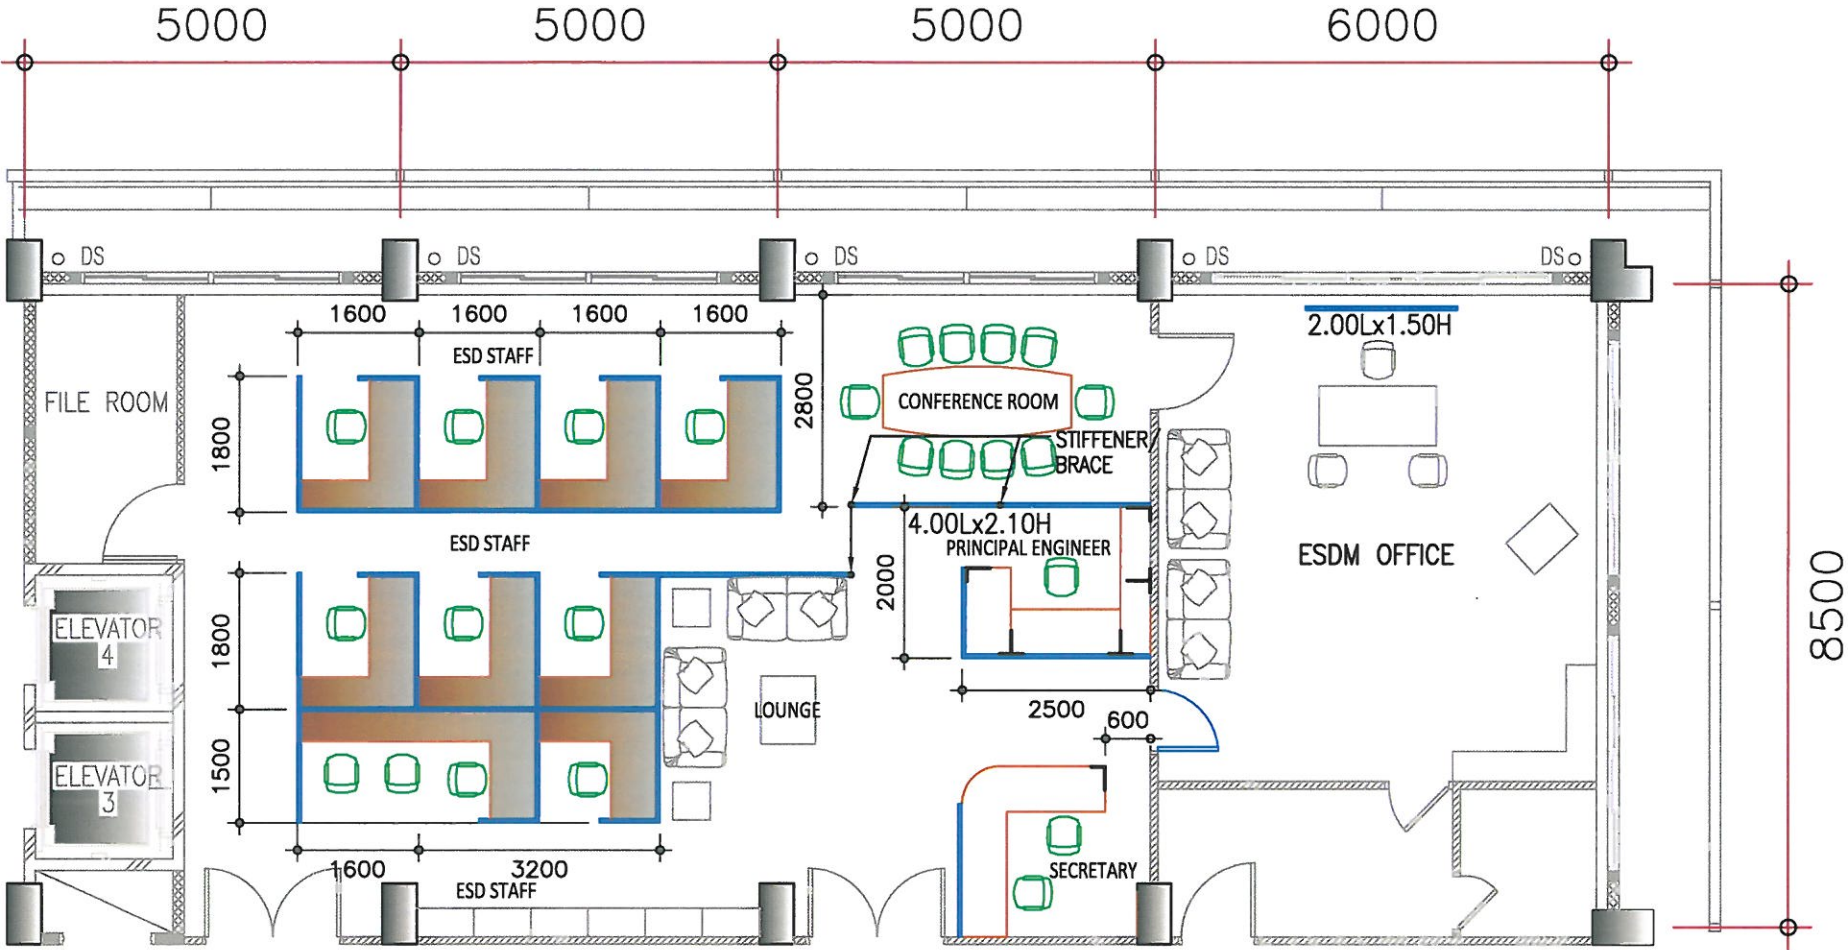 5000 5000 5000 6000
DS DS DS DS DS
1600 1600 1600 1600
2.00Lx1.50H
ESD STAFF
FILE ROOM
1800
2800
CONFERENCE ROOM
STIFFENER/
BRACE
4.00Lx2.10H
PRINCIPAL ENGINEER
ESD STAFF
ESDM OFFICE
2000
8500
ELEVATOR
4
1800
LOUNGE
2500
600
1500
ELEVATOR
3
1600 3200
SECRETARY
ESD STAFF